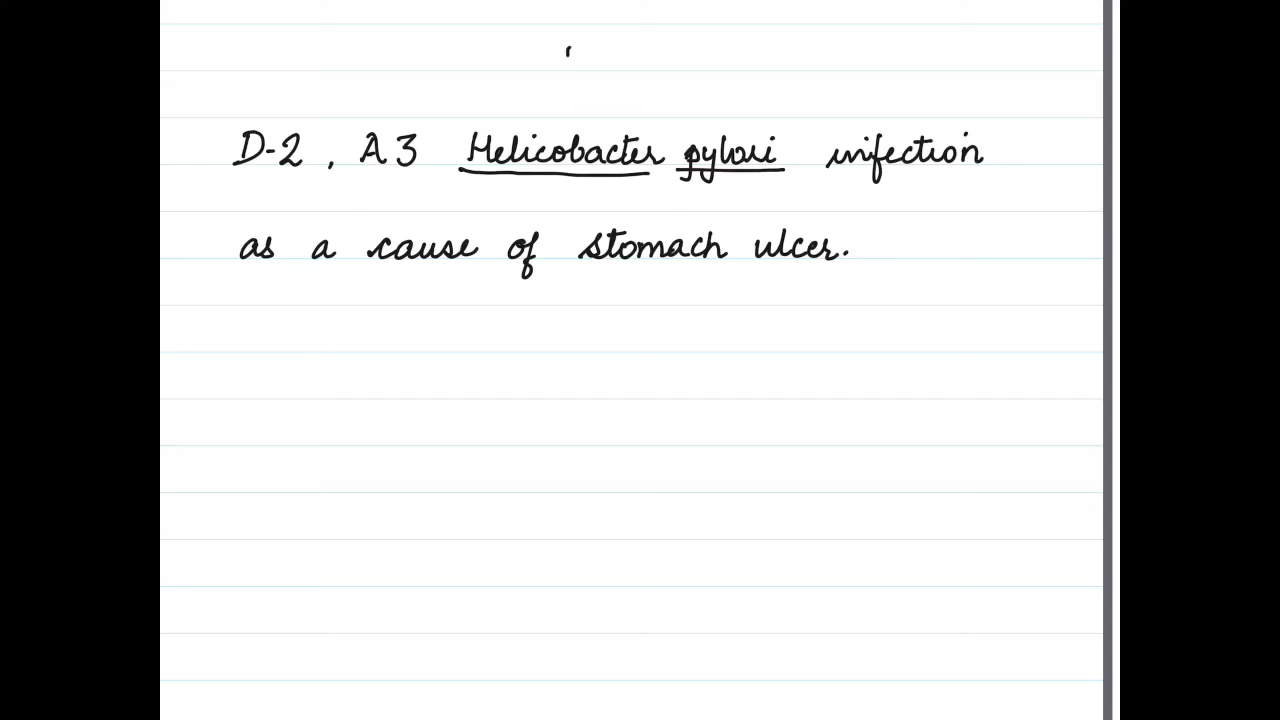 D-2, A3 Helicobacter pylori infection
as a cause of stomach ulcer.